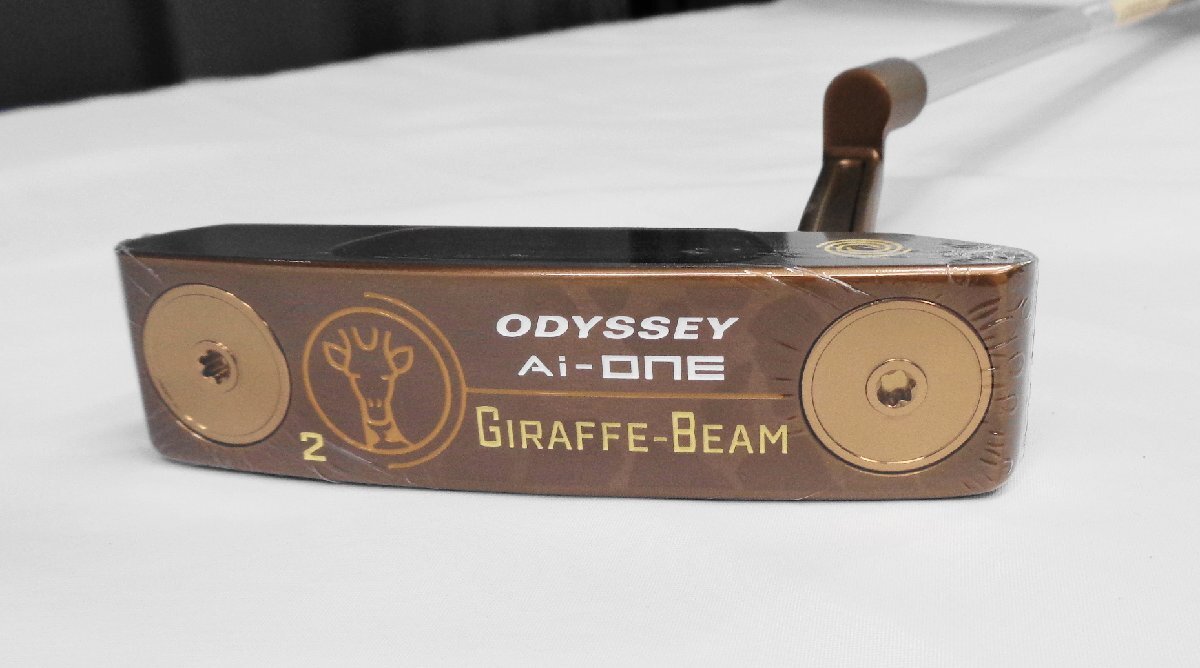 ODYSSEY
Ai-ONE
GIRAFFE-BEAM
2